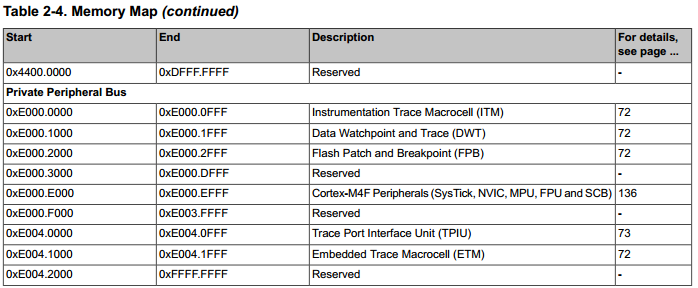 Table 2-4. Memory Map (continued)
Start End Description For details, see page ...
0x4400.0000 0xDFFF.FFFF Reserved -
Private Peripheral Bus
0xE000.0000 0xE000.0FFF Instrumentation Trace Macrocell (ITM) 72
0xE000.1000 0xE000.1FFF Data Watchpoint and Trace (DWT) 72
0xE000.2000 0xE000.2FFF Flash Patch and Breakpoint (FPB) 72
0xE000.3000 0xE000.DFFF Reserved -
0xE000.E000 0xE000.EFFF Cortex-M4F Peripherals (SysTick, NVIC, MPU, FPU and SCB) 136
0xE000.F000 0xE003.FFFF Reserved -
0xE004.0000 0xE004.0FFF Trace Port Interface Unit (TPIU) 73
0xE004.1000 0xE004.1FFF Embedded Trace Macrocell (ETM) 72
0xE004.2000 0xFFFF.FFFF Reserved -